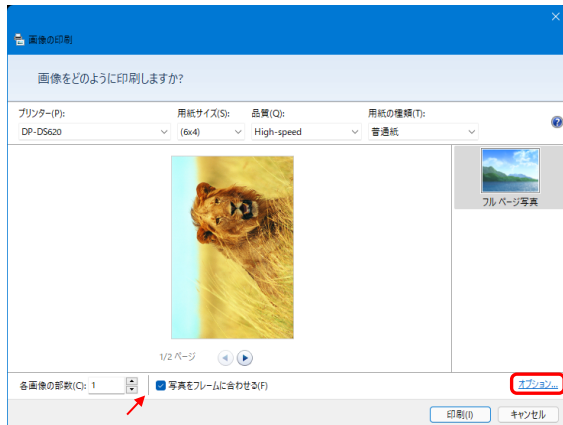 画像の印刷
画像をどのように印刷しますか?
プリンター(P): 用紙サイズ(S): 品質(Q): 用紙の種類(T):
DP-DS620 (6x4) High-speed 普通紙
フル ページ写真
1/2 ページ
各画像の部数(C): 1 写真をフレームに合わせる(F) オプション...
印刷(I) キャンセル